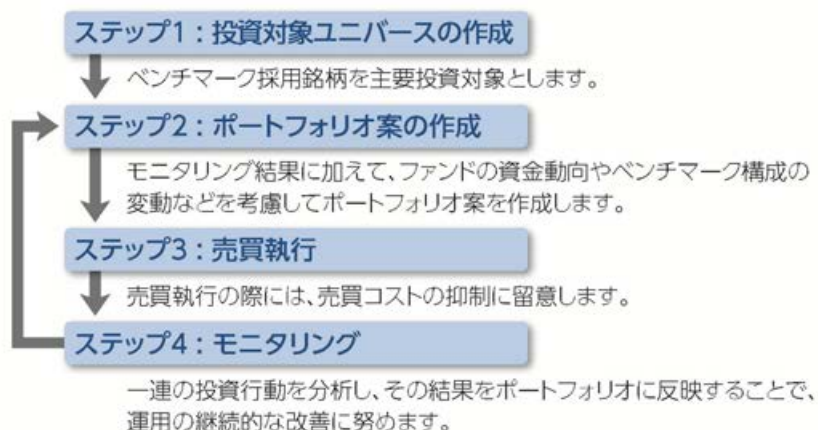 ステップ1：投資対象ユニバースの作成
ベンチマーク採用銘柄を主要投資対象とします。
ステップ2：ポートフォリオ案の作成
モニタリング結果に加えて、ファンドの資金動向やベンチマーク構成の
変動などを考慮してポートフォリオ案を作成します。
ステップ3：売買執行
売買執行の際には、売買コストの抑制に留意します。
ステップ4：モニタリング
一連の投資行動を分析し、その結果をポートフォリオに反映することで、
運用の継続的な改善に努めます。